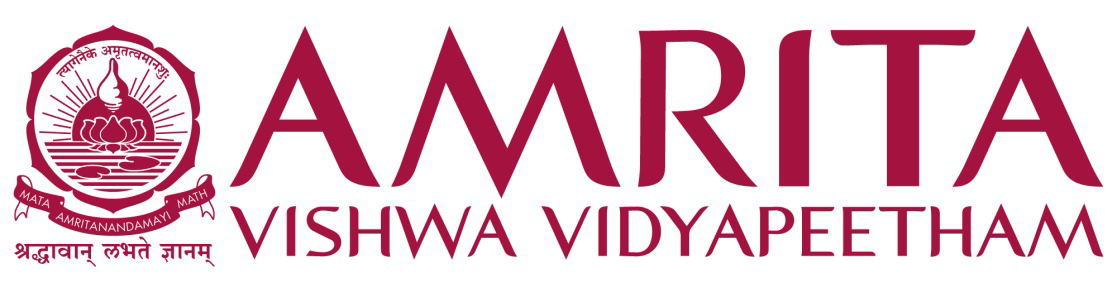 त्यागेनैके अमृतत्वमानशुः
MATA AMRITANANDAMAYI MATH
श्रद्धावान् लभते ज्ञानम्
AMRITA
VISHWA VIDYAPEETHAM